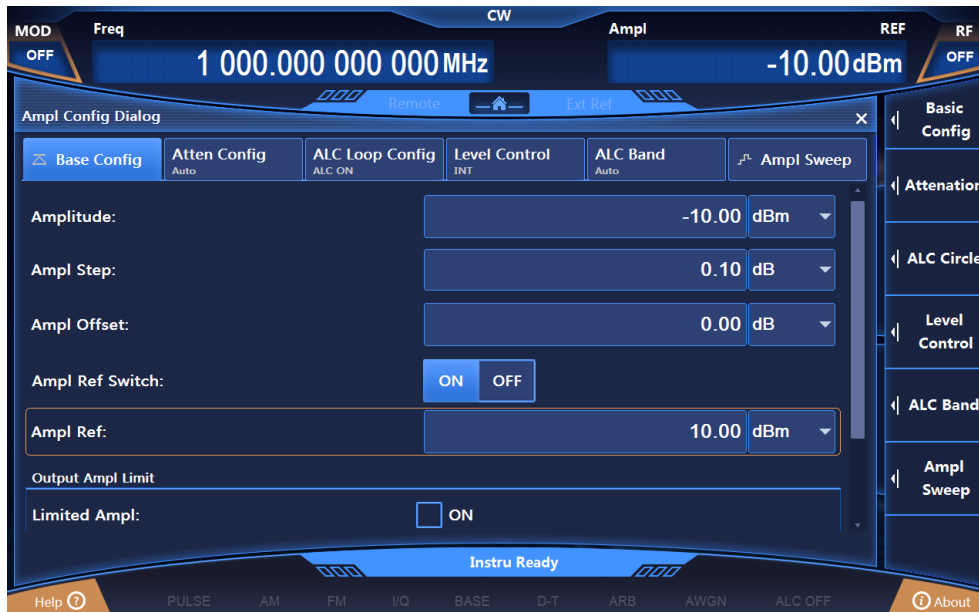 CW
MOD
OFF
Freq
1 000.000 000 000 MHz
Ampl
REF
-10.00 dBm
RF
OFF
Remote
Ext Ref
Ampl Config Dialog
Base Config
Atten Config
Auto
ALC Loop Config
ALC ON
Level Control
INT
ALC Band
Auto
Ampl Sweep
Amplitude: -10.00 dBm
Ampl Step: 0.10 dB
Ampl Offset: 0.00 dB
Ampl Ref Switch: ON OFF
Ampl Ref: 10.00 dBm
Output Ampl Limit
Limited Ampl: ON
Basic
Config
Attenation
ALC Circle
Level
Control
ALC Band
Ampl
Sweep
Instru Ready
Help ?
PULSE AM FM I/Q BASE D-T ARB AWGN ALC OFF
About